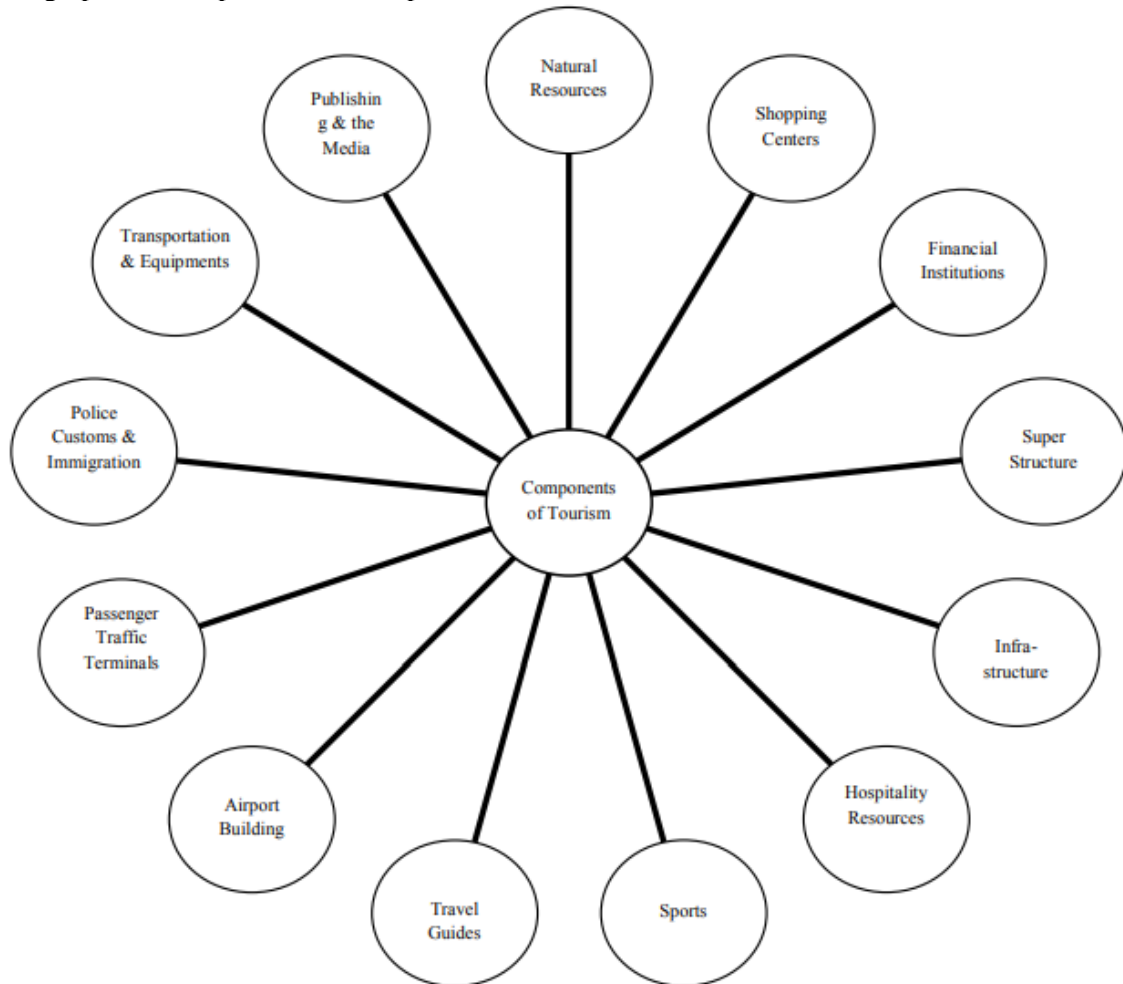 Natural
Resources
Shopping
Centers
Financial
Institutions
Super
Structure
Infra-
structure
Hospitality
Resources
Sports
Travel
Guides
Airport
Building
Passenger
Traffic
Terminals
Police
Customs &
Immigration
Transportation
& Equipments
Publishin
g & the
Media
Components
of Tourism